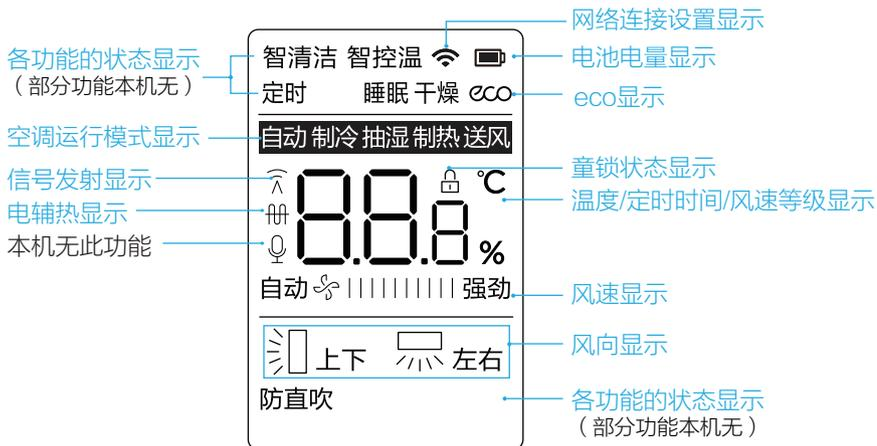 网络连接设置显示
各功能的状态显示
(部分功能本机无)
智清洁 智控温
电池电量显示
定时 睡眠 干燥 eco
eco显示
空调运行模式显示
自动 制冷 抽湿 制热 送风
信号发射显示
童锁状态显示
88.8 ℃
温度/定时时间/风速等级显示
电辅热显示
本机无此功能
%
自动 强劲
风速显示
上下 左右
风向显示
防直吹
各功能的状态显示
(部分功能本机无)